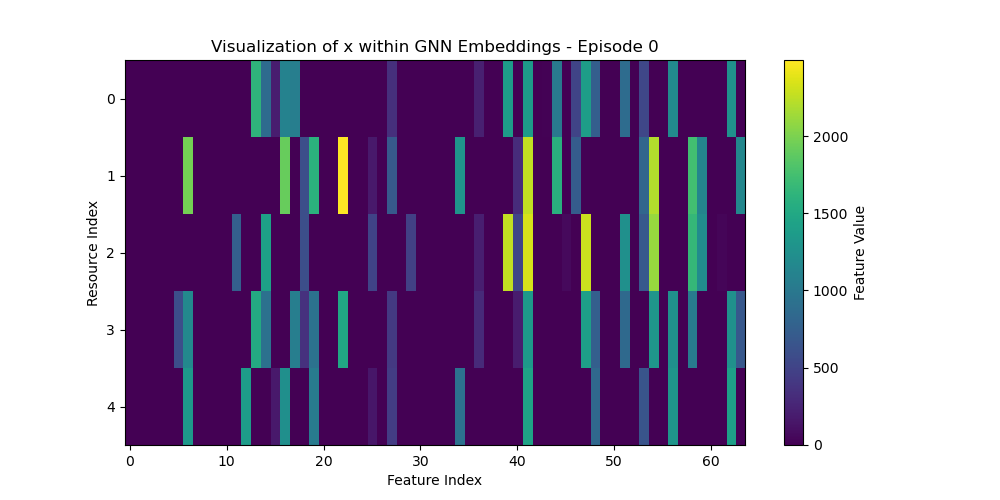 Visualization of x within GNN Embeddings - Episode 0
Resource Index
0
1
2
3
4
0 10 20 30 40 50 60
Feature Index
2000
1500
1000
500
0
Feature Value